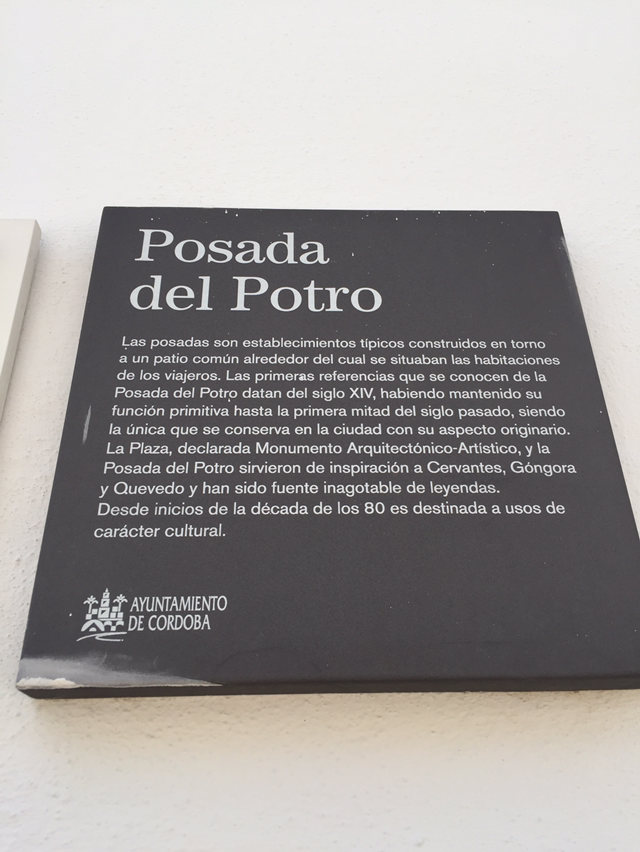 Posada
del Potro
Las posadas son establecimientos típicos construidos en torno
a un patio común alrededor del cual se situaban las habitaciones
de los viajeros. Las primeras referencias que se conocen de la
Posada del Potro datan del siglo XIV, habiendo mantenido su
función primitiva hasta la primera mitad del siglo pasado, siendo
la única que se conserva en la ciudad con su aspecto originario.
La Plaza, declarada Monumento Arquitectónico-Artístico, y la
Posada del Potro sirvieron de inspiración a Cervantes, Góngora
y Quevedo y han sido fuente inagotable de leyendas.
Desde inicios de la década de los 80 es destinada a usos de
carácter cultural.
AYUNTAMIENTO
DE CORDOBA